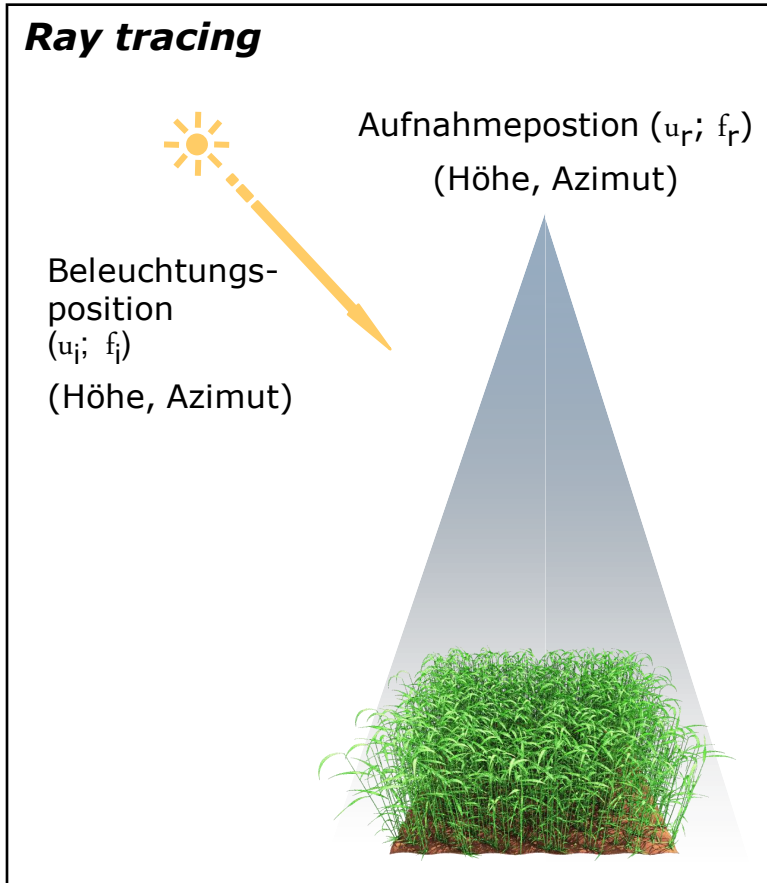 Ray tracing
Aufnahmepostion (uᵣ; fᵣ)
(Höhe, Azimut)
Beleuchtungs-
position
(uᵢ; fᵢ)
(Höhe, Azimut)